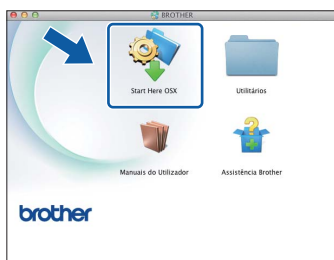 BROTHER
Start Here OSX
Utilitários
Manuais do Utilizador
Assistência Brother
brother